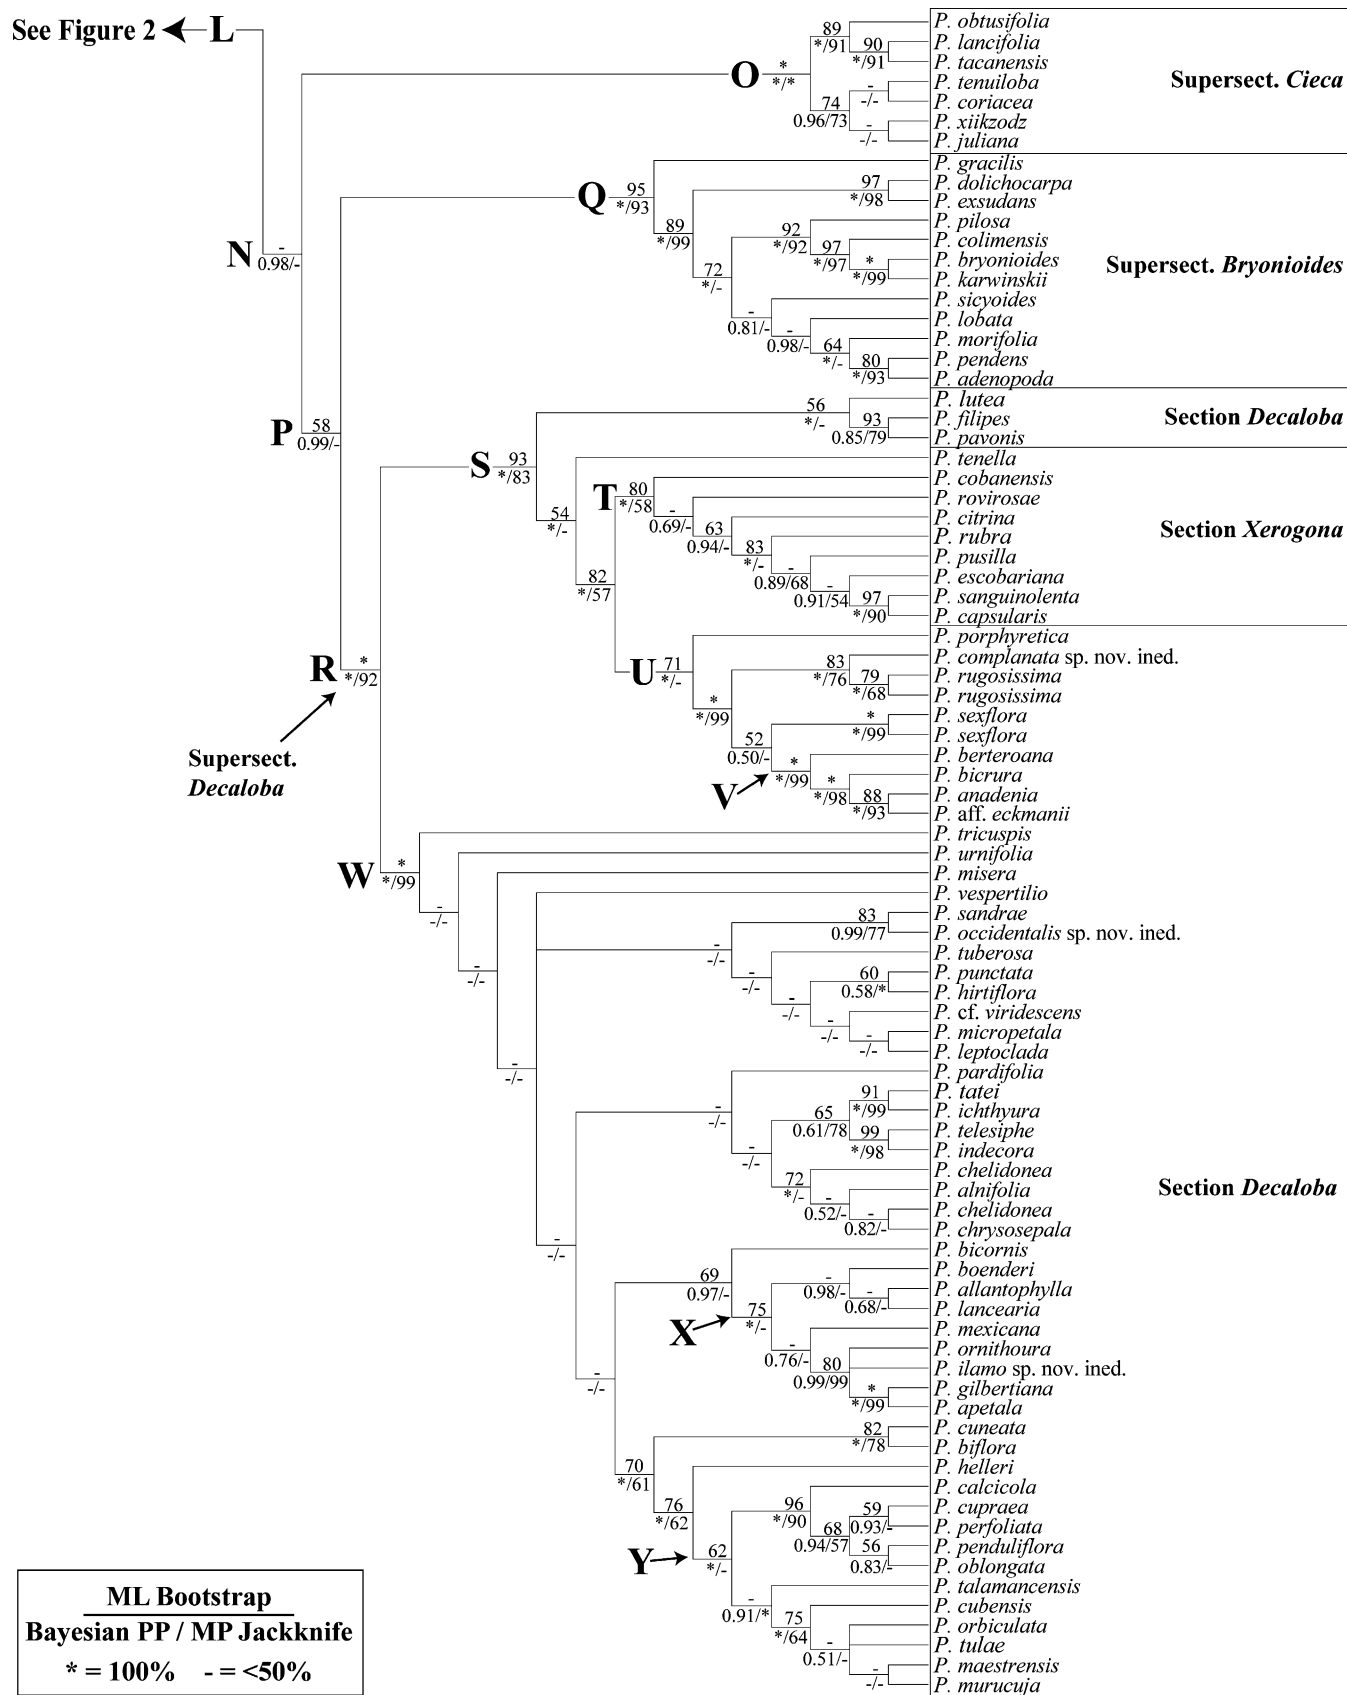 See Figure 2
L
N
-
0.98/-
O
*
*/*
89
*/91
90
*/91
74
0.96/73
-
-/-
-
-/-
P. obtusifolia
P. lancifolia
P. tacanensis
P. tenuiloba
P. coriacea
P. xiikzodz
P. juliana
Supersect. Cieca
P
58
0.99/-
Q
95
*/93
97
*/98
89
*/99
92
*/92
97
*/97
*
*/99
72
*/-
-
0.81/-
-
0.98/-
64
*/-
80
*/93
P. gracilis
P. dolichocarpa
P. exsudans
P. pilosa
P. colimensis
P. bryonioides
P. karwinskii
P. sicyoides
P. lobata
P. morifolia
P. pendens
P. adenopoda
Supersect. Bryonioides
R
*
*/92
Supersect.
Decaloba
S
93
*/83
56
*/-
93
0.85/79
P. lutea
P. filipes
P. pavonis
Section Decaloba
54
*/-
82
*/57
T
80
*/58
-
0.69/-
63
0.94/-
83
*/-
-
0.89/68
-
0.91/54
97
*/90
P. tenella
P. cobanensis
P. rovirosae
P. citrina
P. rubra
P. pusilla
P. escobariana
P. sanguinolenta
P. capsularis
Section Xerogona
U
71
*/-
*
*/99
83
*/76
79
*/68
52
0.50/-
*
*/99
V
*
*/99
*
*/98
88
*/93
P. porphyretica
P. complanata sp. nov. ined.
P. rugosissima
P. rugosissima
P. sexflora
P. sexflora
P. berteroana
P. bicrura
P. anadenia
P. aff. eckmanii
W
*
*/99
-
-/-
-
-/-
-
-/-
-
-/-
83
0.99/77
-
-/-
60
0.58/*
-
-/-
-
-/-
-
-/-
P. tricuspis
P. urnifolia
P. misera
P. vespertilio
P. sandrae
P. occidentalis sp. nov. ined.
P. tuberosa
P. punctata
P. hirtiflora
P. cf. viridescens
P. micropetala
P. leptoclada
-
-/-
-
-/-
-
-/-
65
0.61/78
91
*/99
99
*/98
72
*/-
-
0.52/-
-
0.82/-
P. pardifolia
P. tatei
P. ichthyura
P. telesiphe
P. indecora
P. chelidonea
P. alnifolia
P. chelidonea
P. chrysosepala
Section Decaloba
-
-/-
69
0.97/-
X
75
*/-
-
0.98/-
-
0.68/-
-
0.76/-
80
0.99/99
*
*/99
P. bicornis
P. boenderi
P. allantophylla
P. lancearia
P. mexicana
P. ornithoura
P. ilamo sp. nov. ined.
P. gilbertiana
P. apetala
70
*/61
82
*/78
76
*/62
Y
62
*/-
96
*/90
68
0.94/57
59
0.93/-
56
0.83/-
-
0.91/*
75
*/64
-
0.51/-
-
-/-
P. cuneata
P. biflora
P. helleri
P. calcicola
P. cupraea
P. perfoliata
P. penduliflora
P. oblongata
P. talamancensis
P. cubensis
P. orbiculata
P. tulae
P. maestrensis
P. murucuja
ML Bootstrap
Bayesian PP / MP Jackknife
* = 100% - = <50%